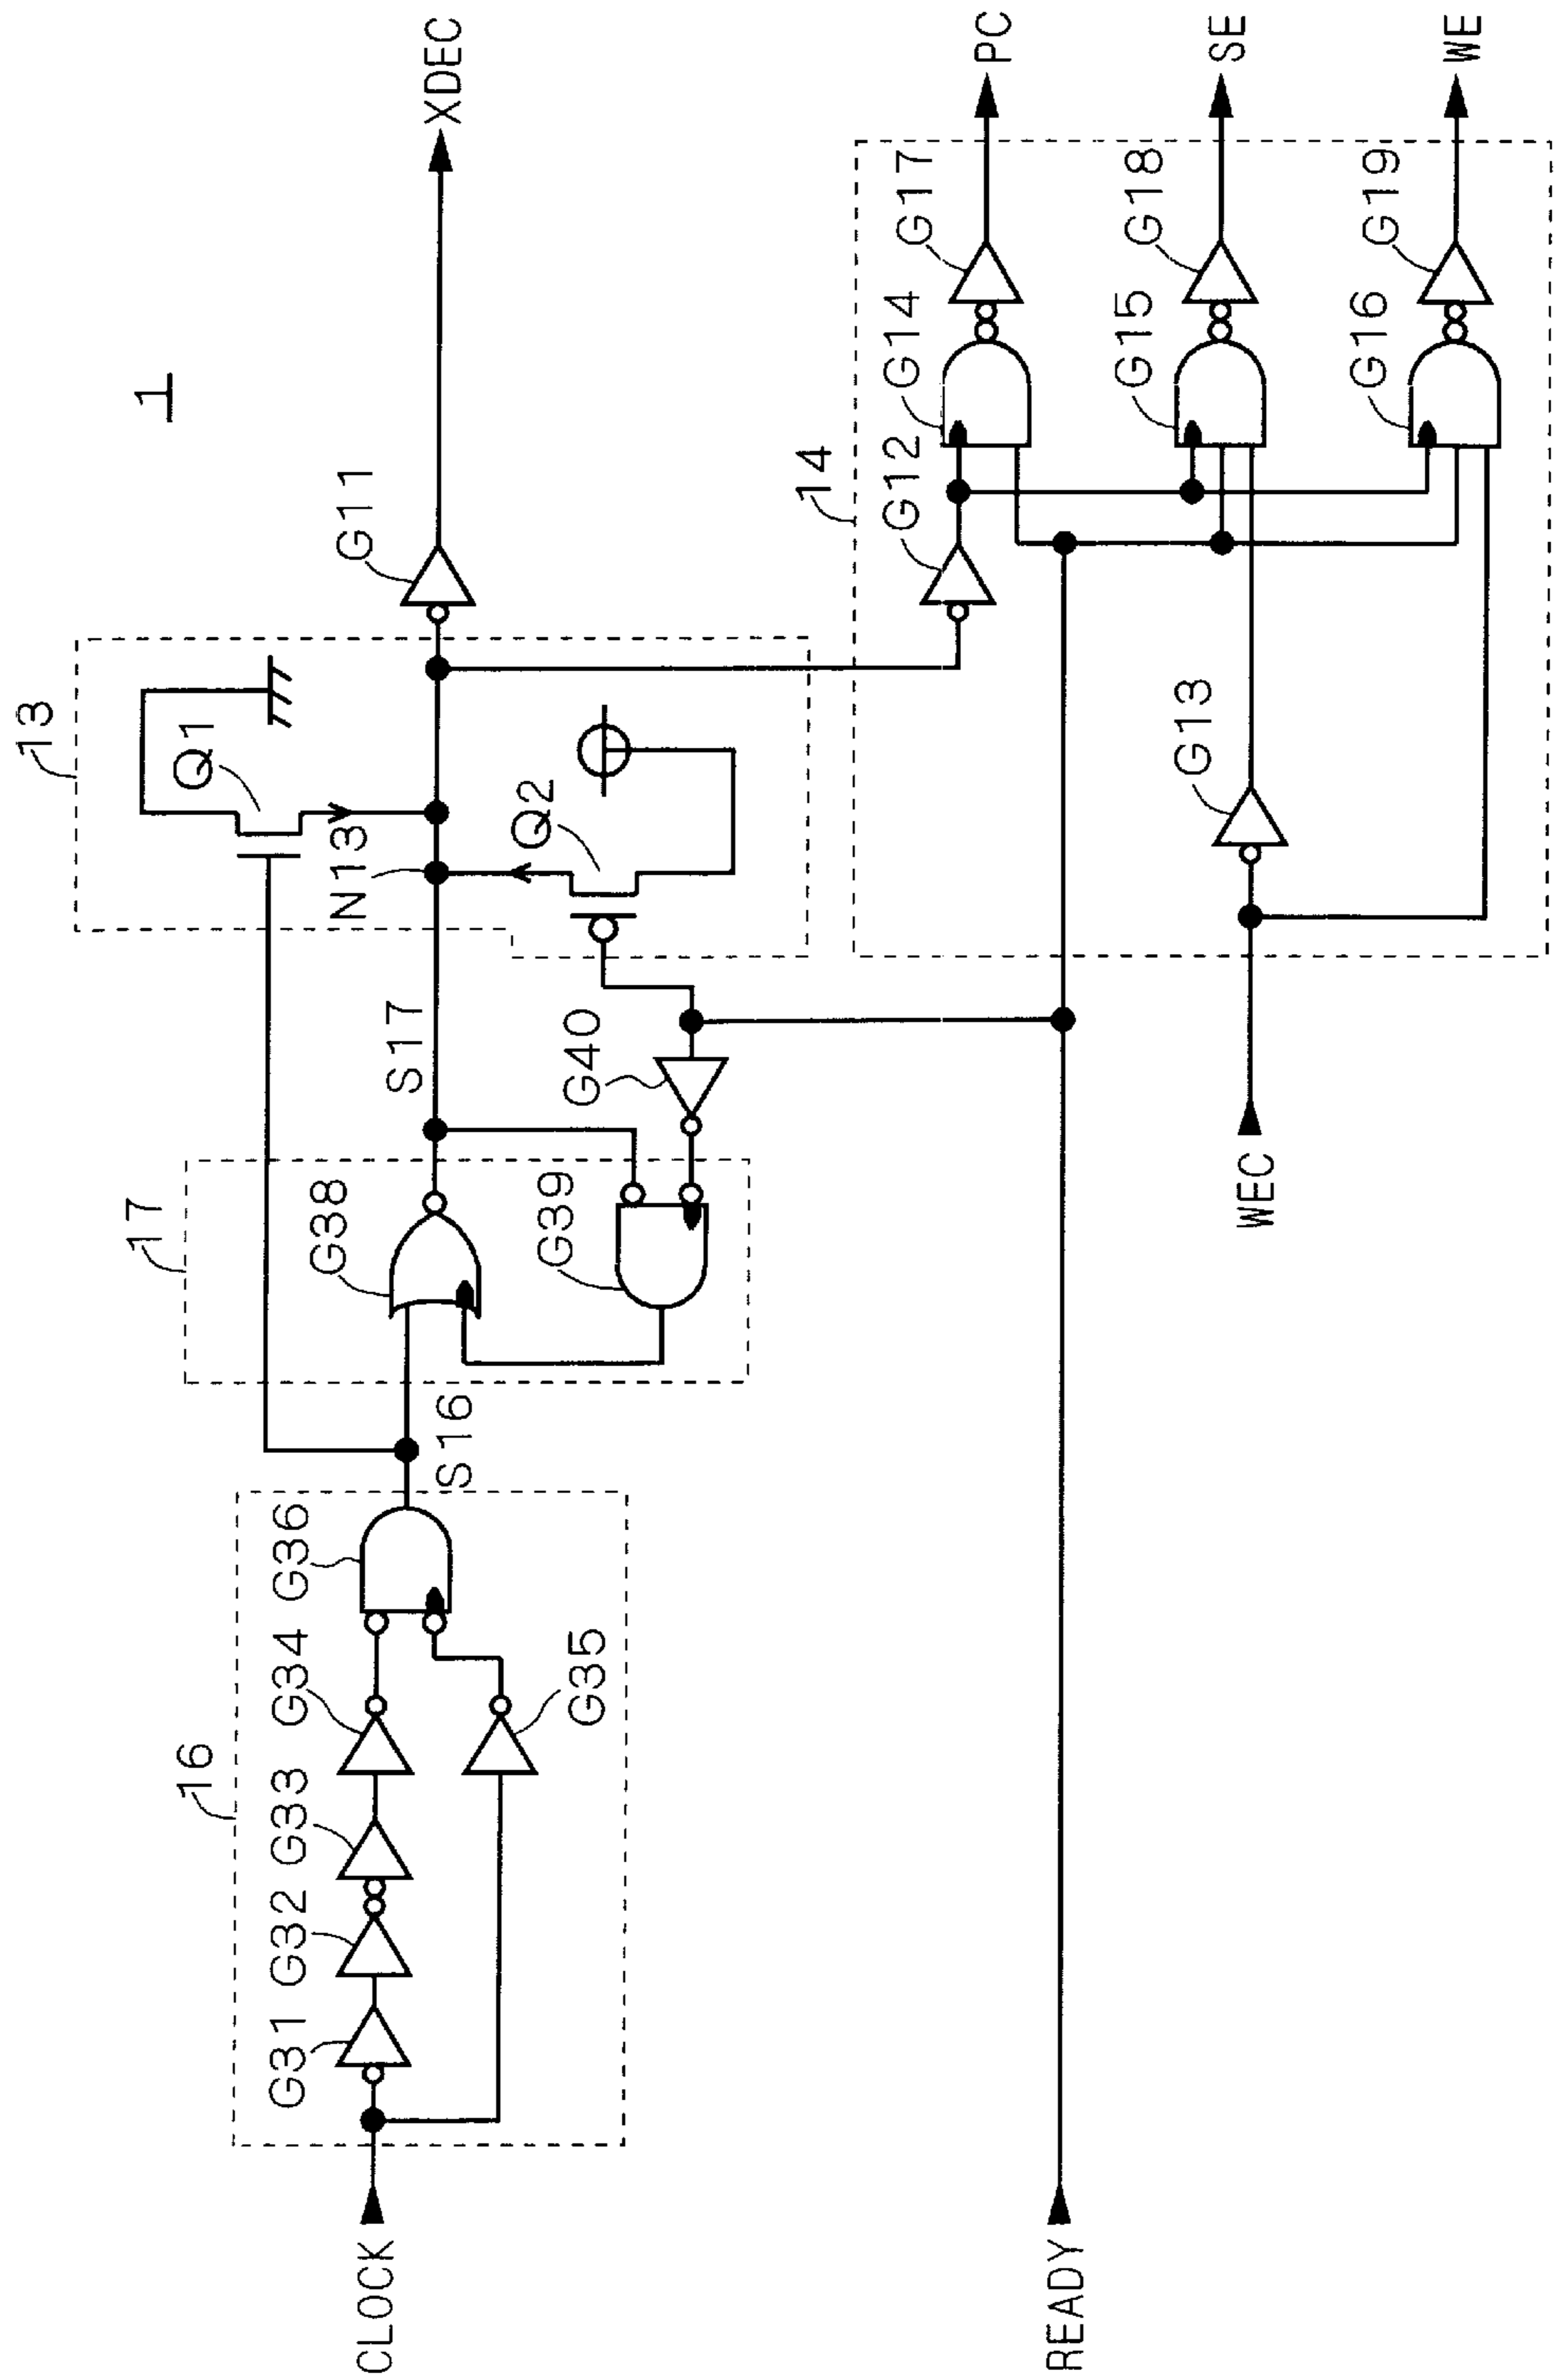 1
13
Q1
N13
Q2
G11
XDEC
17
G38
S17
G39
G40
16
G31
G32
G33
G34
G35
G36
S16
CLOCK
READY
WEC
14
G12
G13
G14
G15
G16
G17
G18
G19
PC
SE
WE